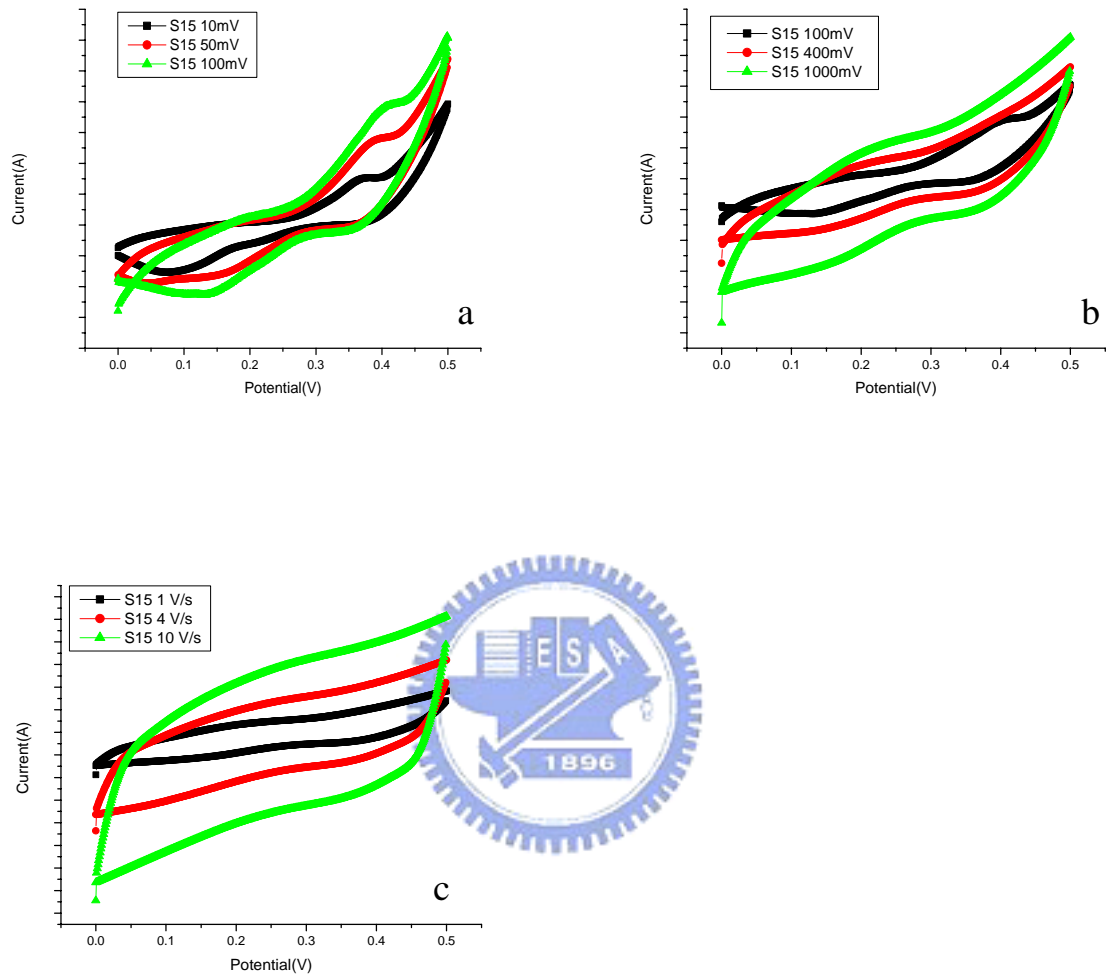 S15 10mV
S15 50mV
S15 100mV
Current(A)
a
0.0 0.1 0.2 0.3 0.4 0.5
Potential(V)
S15 100mV
S15 400mV
S15 1000mV
Current(A)
b
0.0 0.1 0.2 0.3 0.4 0.5
Potential(V)
S15 1 V/s
S15 4 V/s
S15 10 V/s
Current(A)
c
0.0 0.1 0.2 0.3 0.4 0.5
Potential(V)
E S A
1896